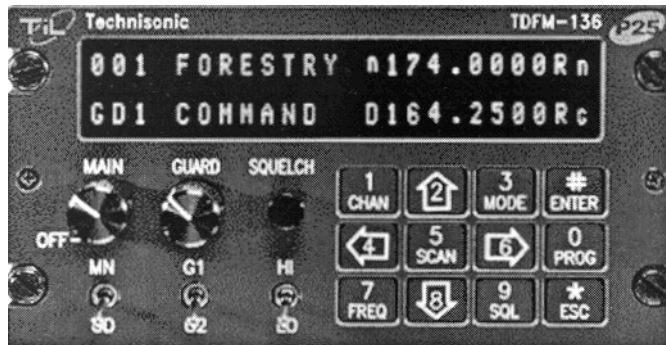 TiL Technisonic TDFM-136 P25
001 FORESTRY n174.0000Rn
GD1 COMMAND D164.2500Rc
MAIN GUARD SQUELCH
OFF
MN G1 HI
SD G2 LO
1 CHAN
2
3 MODE
# ENTER
4
5 SCAN
6
0 PROG
7 FREQ
8
9 SQL
* ESC